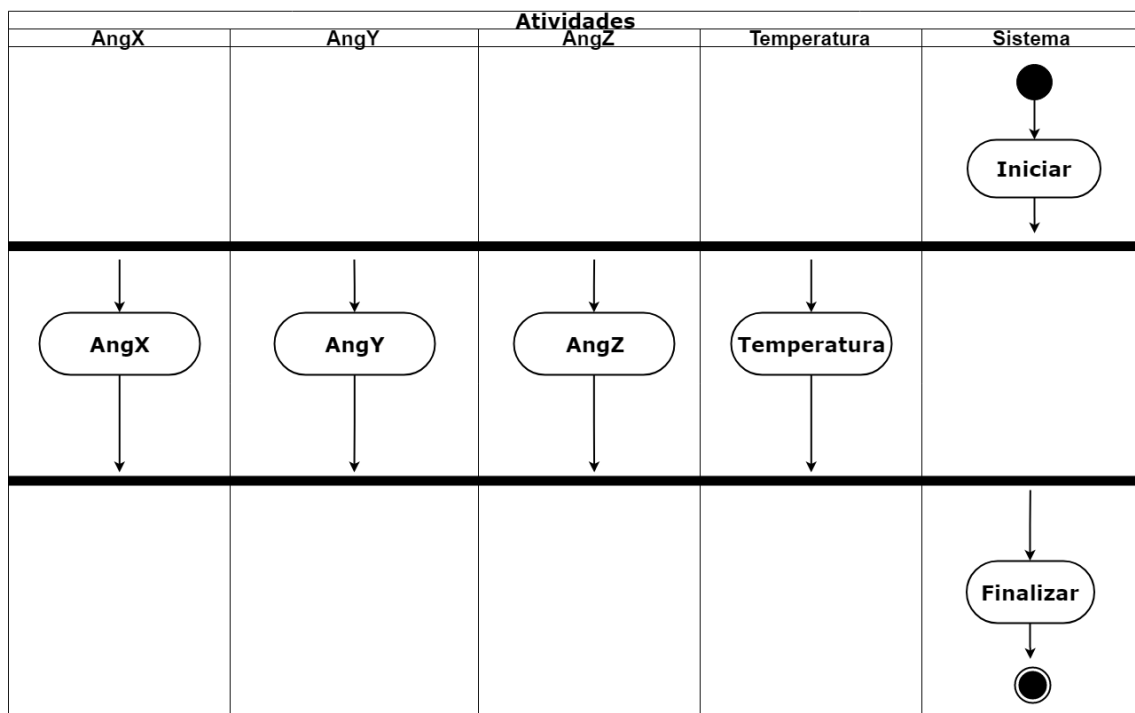 Atividades
AngX AngY AngZ Temperatura Sistema
Iniciar
AngX AngY AngZ Temperatura
Finalizar